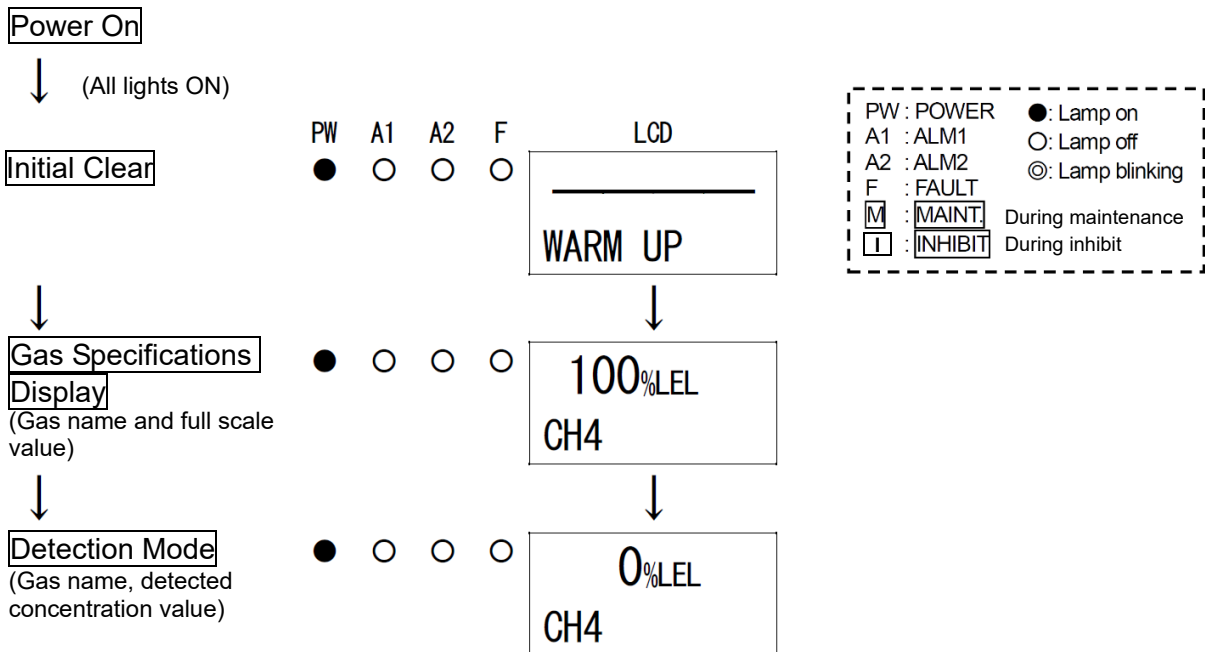 Power On
(All lights ON)
PW A1 A2 F LCD
Initial Clear
WARM UP
PW : POWER ●: Lamp on
A1 : ALM1 ○: Lamp off
A2 : ALM2 ◎: Lamp blinking
F : FAULT
M : MAINT. During maintenance
I : INHIBIT During inhibit
Gas Specifications
Display
(Gas name and full scale
value)
100%LEL
CH4
Detection Mode
(Gas name, detected
concentration value)
0%LEL
CH4